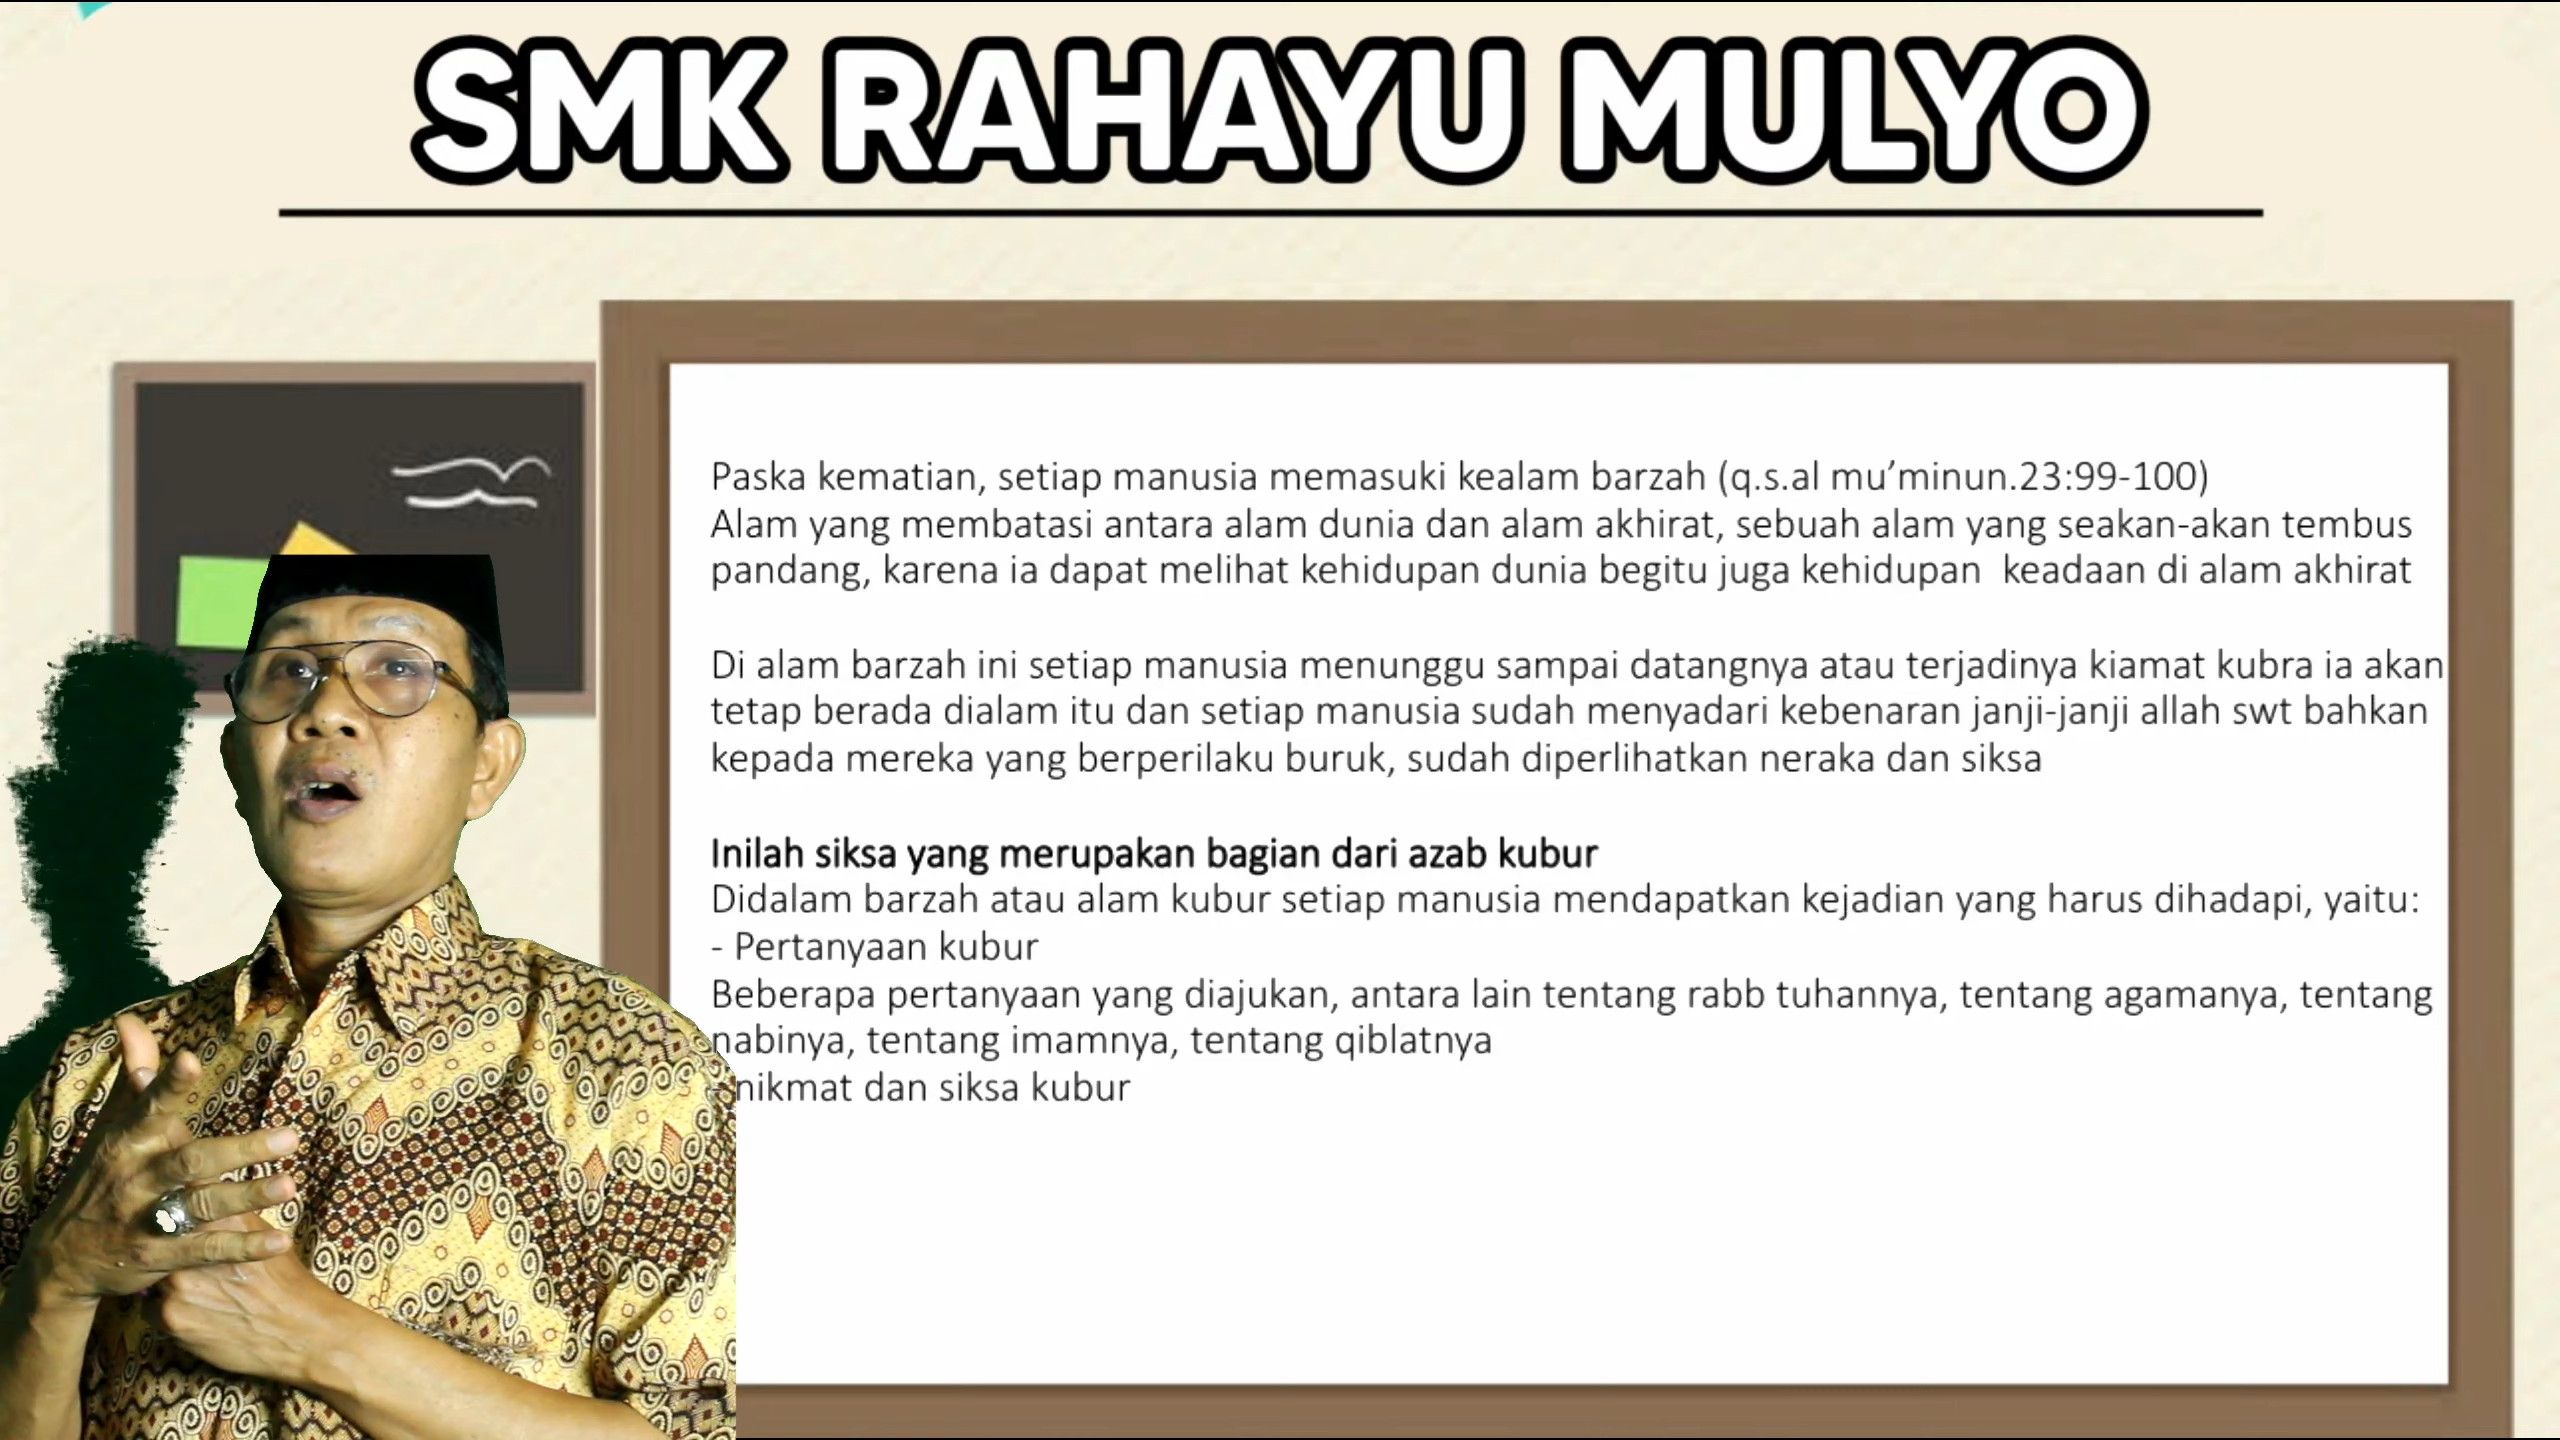 SMK RAHAYU MULYO
Paska kematian, setiap manusia memasuki kealam barzah (q.s.al mu’minun.23:99-100)
Alam yang membatasi antara alam dunia dan alam akhirat, sebuah alam yang seakan-akan tembus
pandang, karena ia dapat melihat kehidupan dunia begitu juga kehidupan  keadaan di alam akhirat
Di alam barzah ini setiap manusia menunggu sampai datangnya atau terjadinya kiamat kubra ia akan
tetap berada dialam itu dan setiap manusia sudah menyadari kebenaran janji-janji allah swt bahkan
kepada mereka yang berperilaku buruk, sudah diperlihatkan neraka dan siksa
Inilah siksa yang merupakan bagian dari azab kubur
Didalam barzah atau alam kubur setiap manusia mendapatkan kejadian yang harus dihadapi, yaitu:
- Pertanyaan kubur
Beberapa pertanyaan yang diajukan, antara lain tentang rabb tuhannya, tentang agamanya, tentang
nabinya, tentang imamnya, tentang qiblatnya
nikmat dan siksa kubur